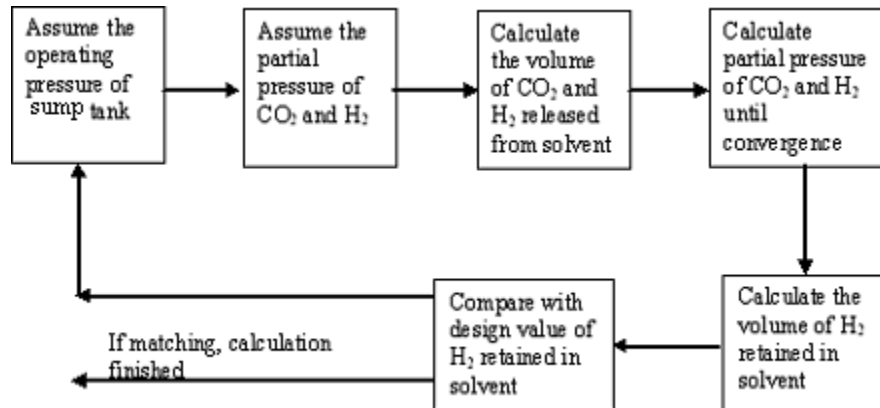 Assume the
operating
pressure of
sump tank
Assume the
partial
pressure of
CO₂ and H₂
Calculate
the volume
of CO₂ and
H₂ released
from solvent
Calculate
partial pressure
of CO₂ and H₂
until
convergence
Calculate the
volume of H₂
retained in
solvent
Compare with
design value of
H₂ retained in
solvent
If matching, calculation
finished